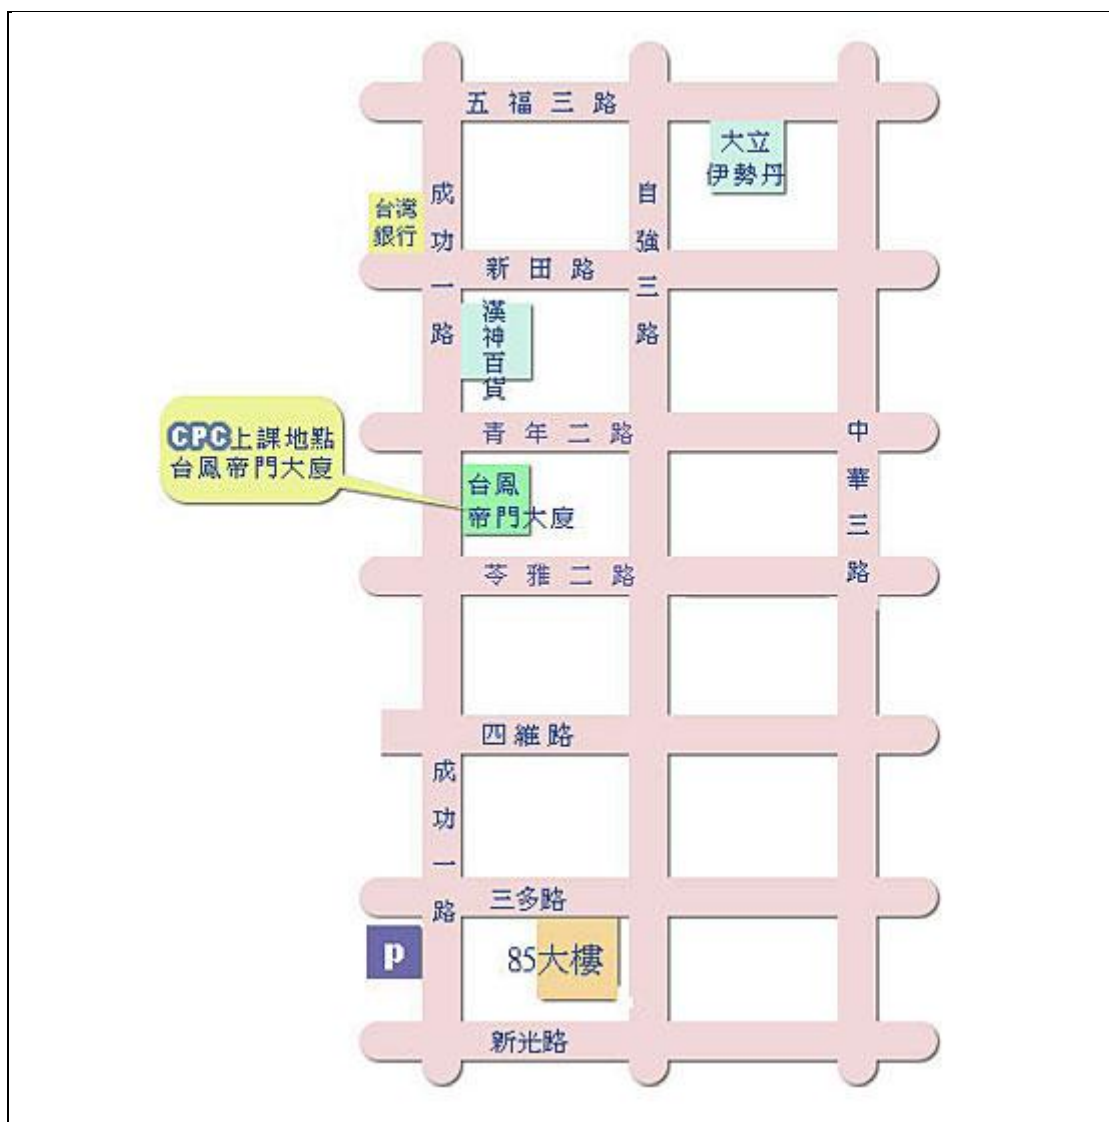 五福三路
大立
伊勢丹
成功一路
自強三路
台灣
銀行
新田路
漢神百貨
CPC上課地點
台鳳帝門大廈
青年二路
中華三路
台鳳
帝門大廈
苓雅二路
四維路
成功一路
三多路
P
85大樓
新光路